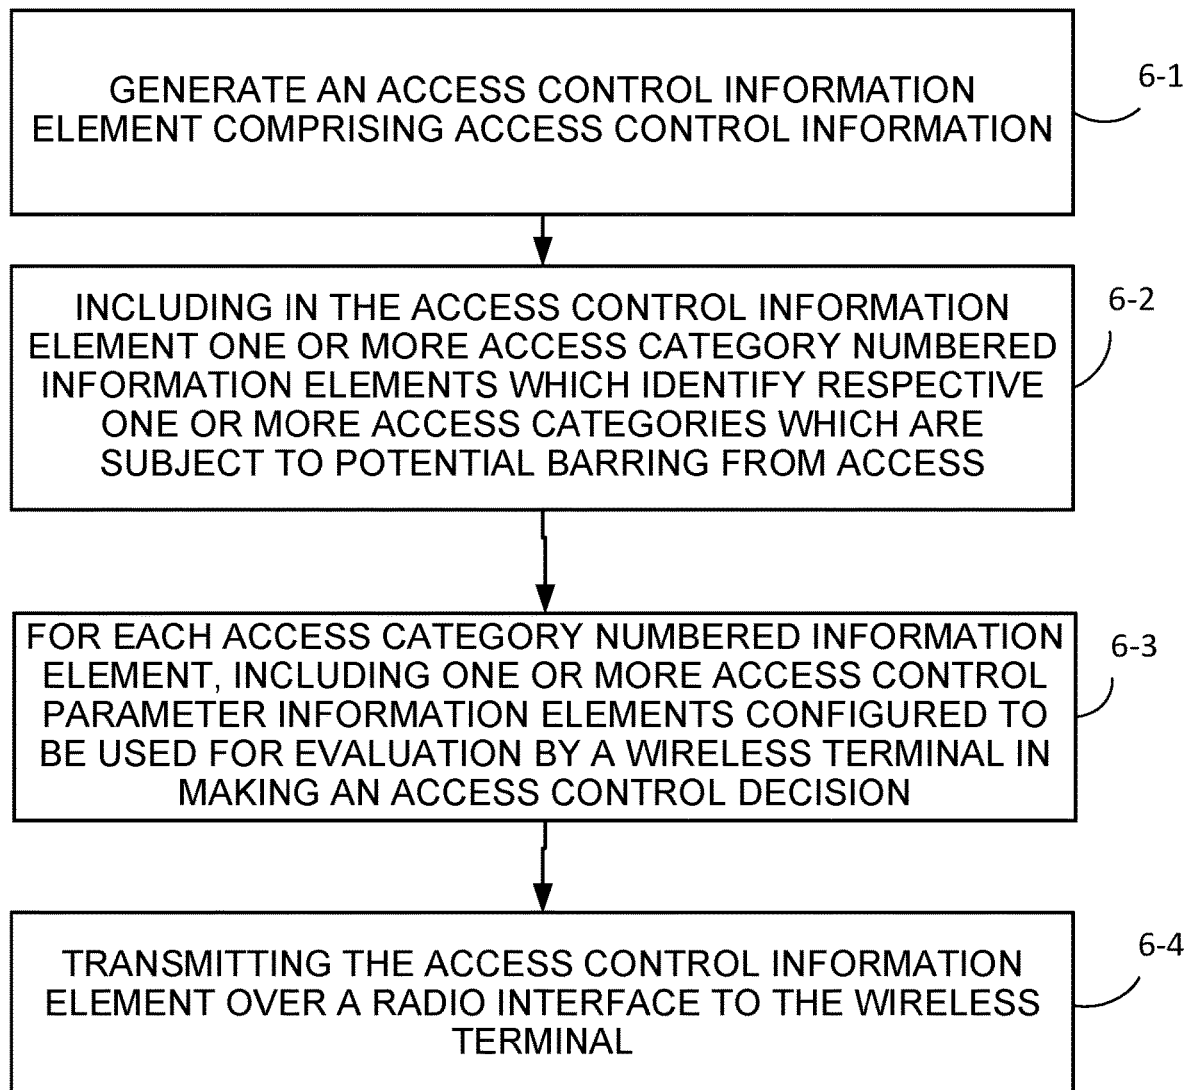 GENERATE AN ACCESS CONTROL INFORMATION
ELEMENT COMPRISING ACCESS CONTROL INFORMATION
6-1
INCLUDING IN THE ACCESS CONTROL INFORMATION
ELEMENT ONE OR MORE ACCESS CATEGORY NUMBERED
INFORMATION ELEMENTS WHICH IDENTIFY RESPECTIVE
ONE OR MORE ACCESS CATEGORIES WHICH ARE
SUBJECT TO POTENTIAL BARRING FROM ACCESS
6-2
FOR EACH ACCESS CATEGORY NUMBERED INFORMATION
ELEMENT, INCLUDING ONE OR MORE ACCESS CONTROL
PARAMETER INFORMATION ELEMENTS CONFIGURED TO
BE USED FOR EVALUATION BY A WIRELESS TERMINAL IN
MAKING AN ACCESS CONTROL DECISION
6-3
TRANSMITTING THE ACCESS CONTROL INFORMATION
ELEMENT OVER A RADIO INTERFACE TO THE WIRELESS
TERMINAL
6-4